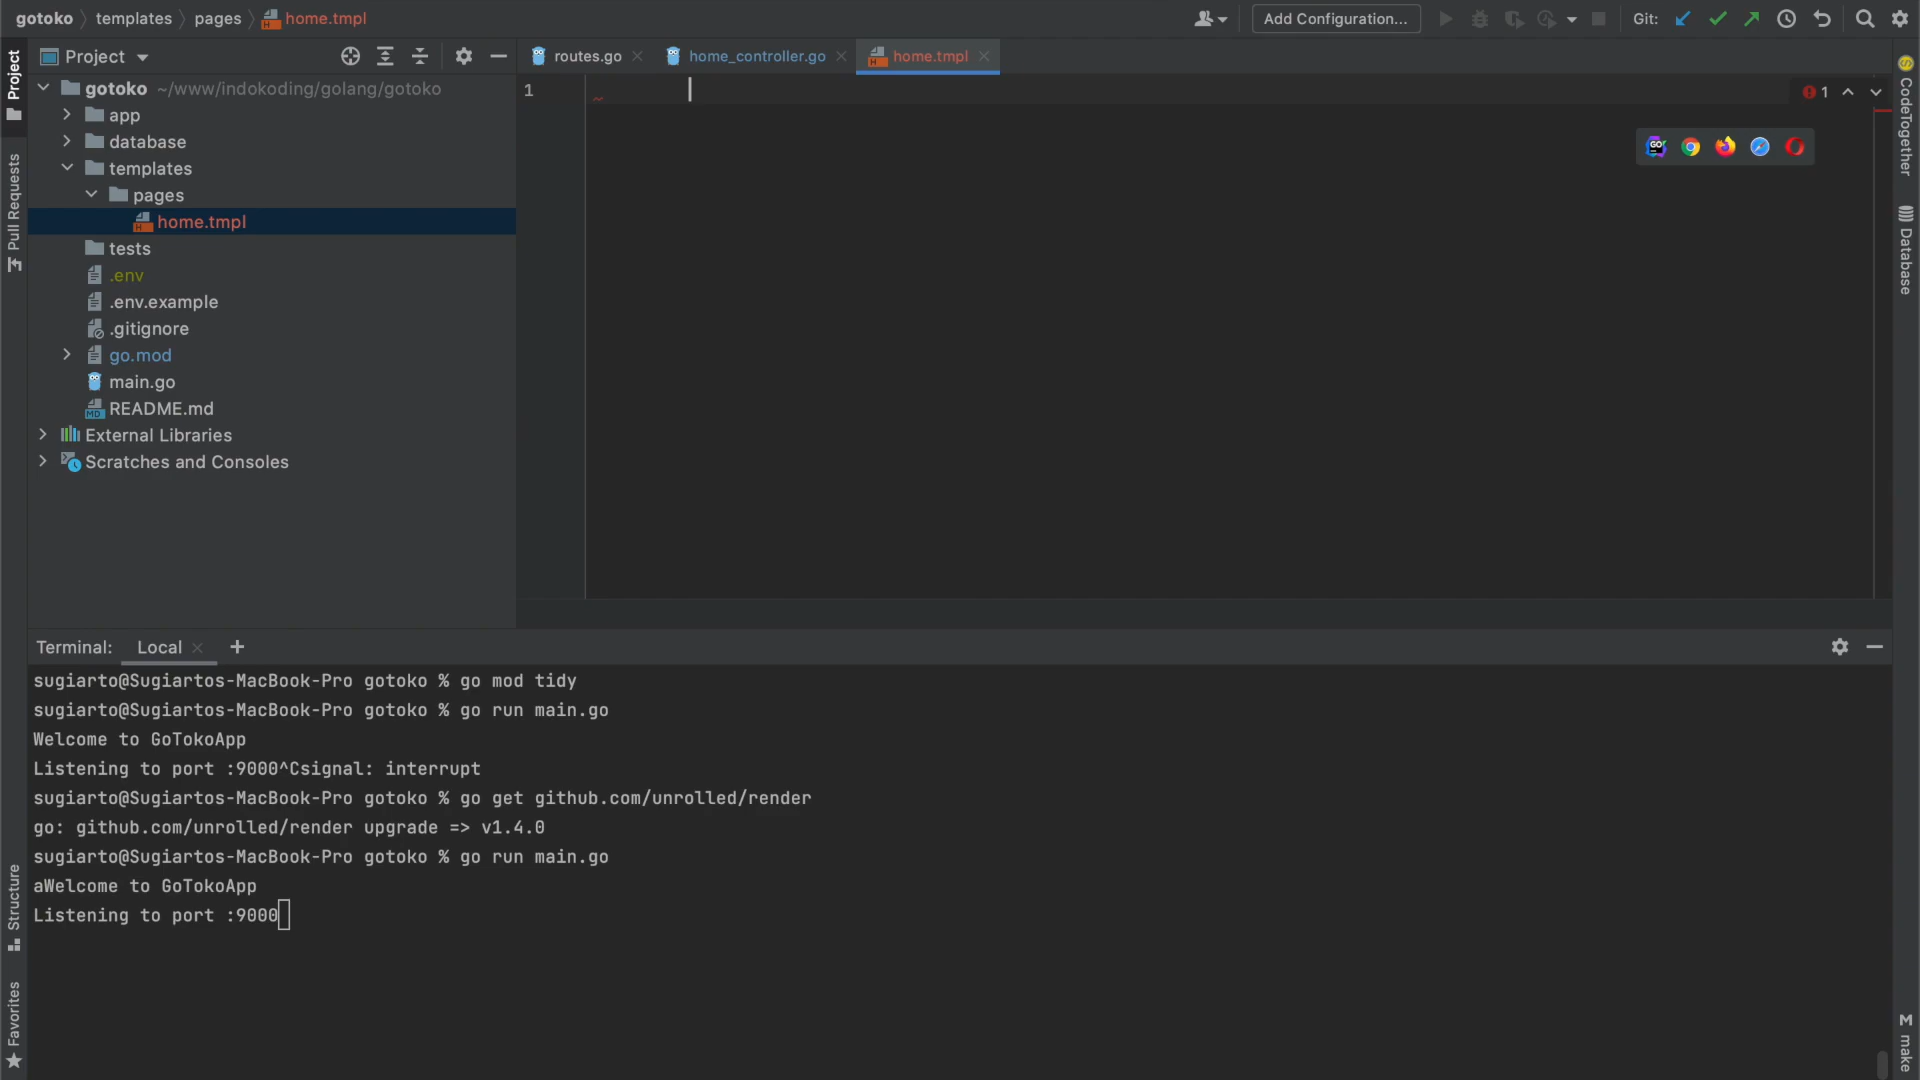 gotoko templates pages home.tmpl
Add Configuration...
Git:
Project
routes.go
home_controller.go
home.tmpl
gotoko ~/www/indokoding/golang/gotoko
app
database
templates
pages
home.tmpl
tests
.env
.env.example
.gitignore
go.mod
main.go
README.md
External Libraries
Scratches and Consoles
1
1
Project
Pull Requests
Structure
Favorites
CodeTogether
Database
make
Terminal: Local
sugiarto@Sugiartos-MacBook-Pro gotoko % go mod tidy
sugiarto@Sugiartos-MacBook-Pro gotoko % go run main.go
Welcome to GoTokoApp
Listening to port :9000^Csignal: interrupt
sugiarto@Sugiartos-MacBook-Pro gotoko % go get github.com/unrolled/render
go: github.com/unrolled/render upgrade => v1.4.0
sugiarto@Sugiartos-MacBook-Pro gotoko % go run main.go
aWelcome to GoTokoApp
Listening to port :9000